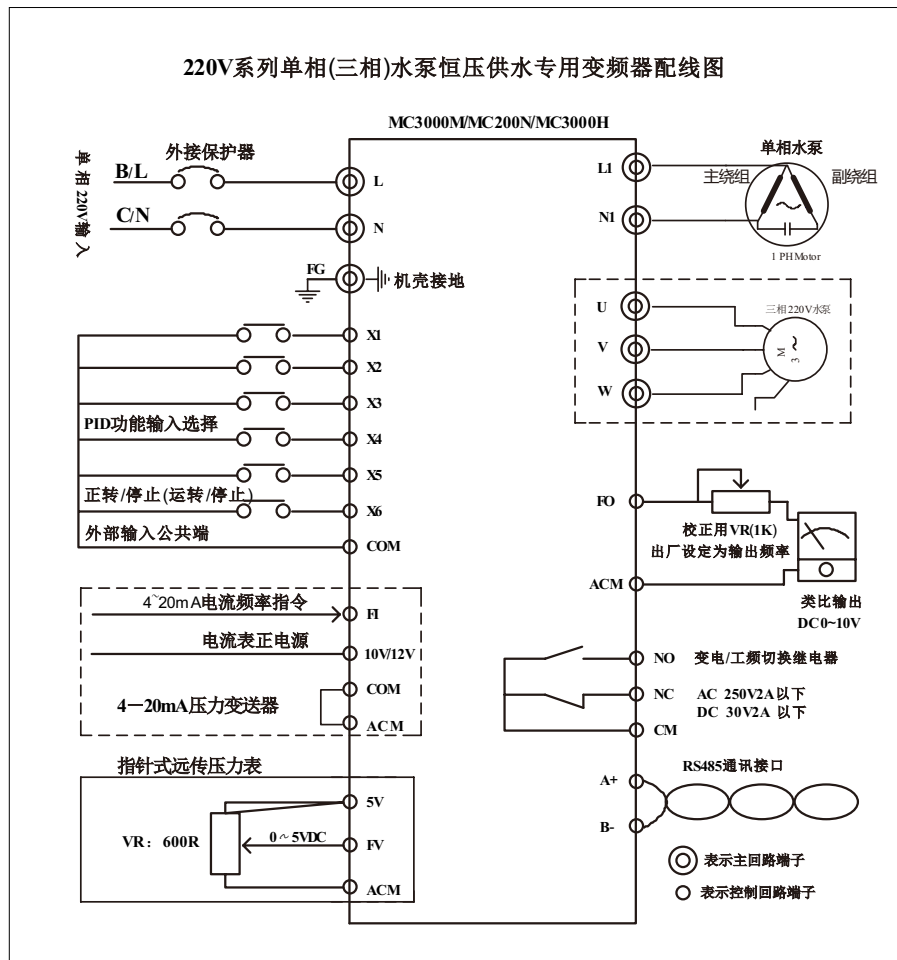 220V系列单相(三相)水泵恒压供水专用变频器配线图
MC3000M/MC200N/MC3000H
单相220V输入
外接保护器
B/L
C/N
L
N
FG
机壳接地
X1
X2
X3
PID功能输入选择
X4
X5
正转/停止(运转/停止)
X6
外部输入公共端
COM
4~20mA电流频率指令
FI
电流表正电源
10V/12V
COM
4－20mA压力变送器
ACM
指针式远传压力表
5V
VR：600R
0～5VDC
FV
ACM
单相水泵
L1
主绕组
副绕组
N1
1 PH Motor
U
三相220V水泵
V
M
3～
W
FO
校正用VR(1K)
出厂设定为输出频率
ACM
类比输出
DC0~10V
NO
变电/工频切换继电器
NC
AC 250V2A以下
DC 30V2A 以下
CM
RS485通讯接口
A+
B-
表示主回路端子
表示控制回路端子